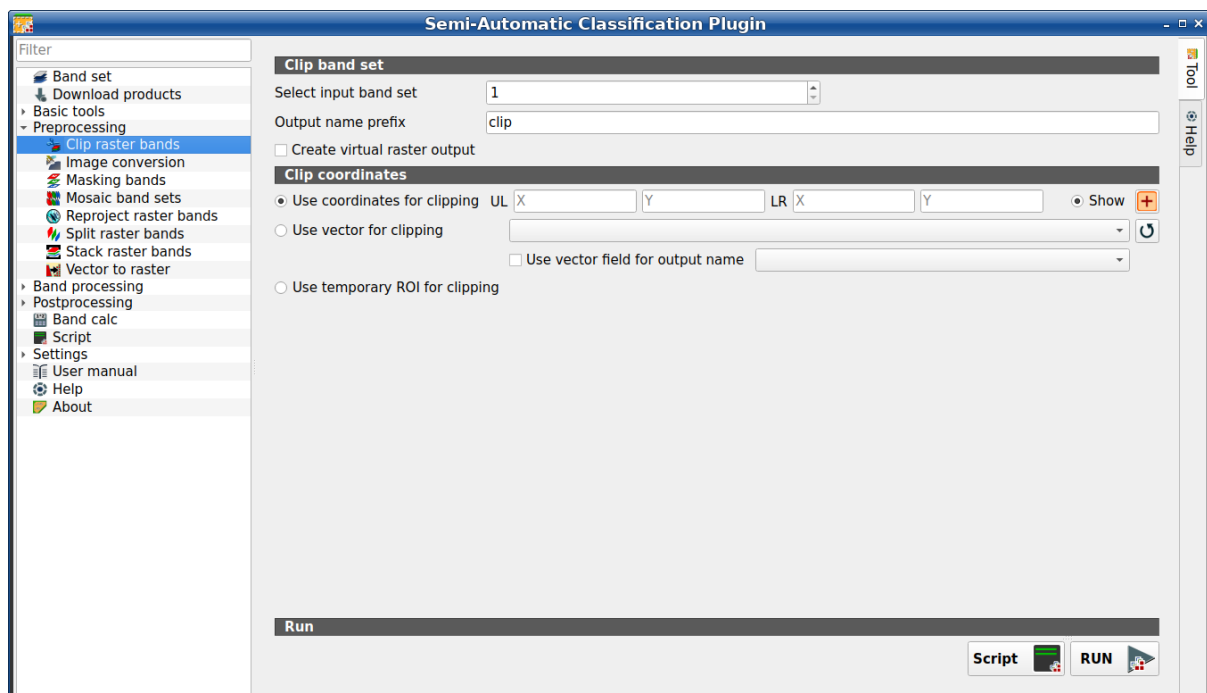 Semi-Automatic Classification Plugin
Filter
Band set
Download products
Basic tools
Preprocessing
Clip raster bands
Image conversion
Masking bands
Mosaic band sets
Reproject raster bands
Split raster bands
Stack raster bands
Vector to raster
Band processing
Postprocessing
Band calc
Script
Settings
User manual
Help
About
Clip band set
Select input band set 1
Output name prefix clip
Create virtual raster output
Clip coordinates
Use coordinates for clipping UL X Y LR X Y Show +
Use vector for clipping
Use vector field for output name
Use temporary ROI for clipping
Run
Script RUN
Tool
Help